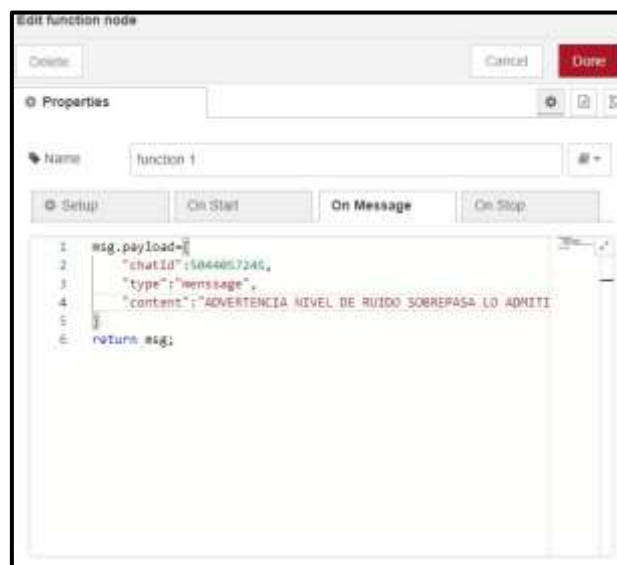 Edit function node
Delete Cancel Done
Properties
Name function 1
Setup On Start On Message On Stop
1 msg.payload={
2 "chatId":5044057245,
3 "type":"menssage",
4 "content":"ADVERTENCIA NIVEL DE RUIDO SOBREPASA LO ADMITI
5 }
6 return msg;